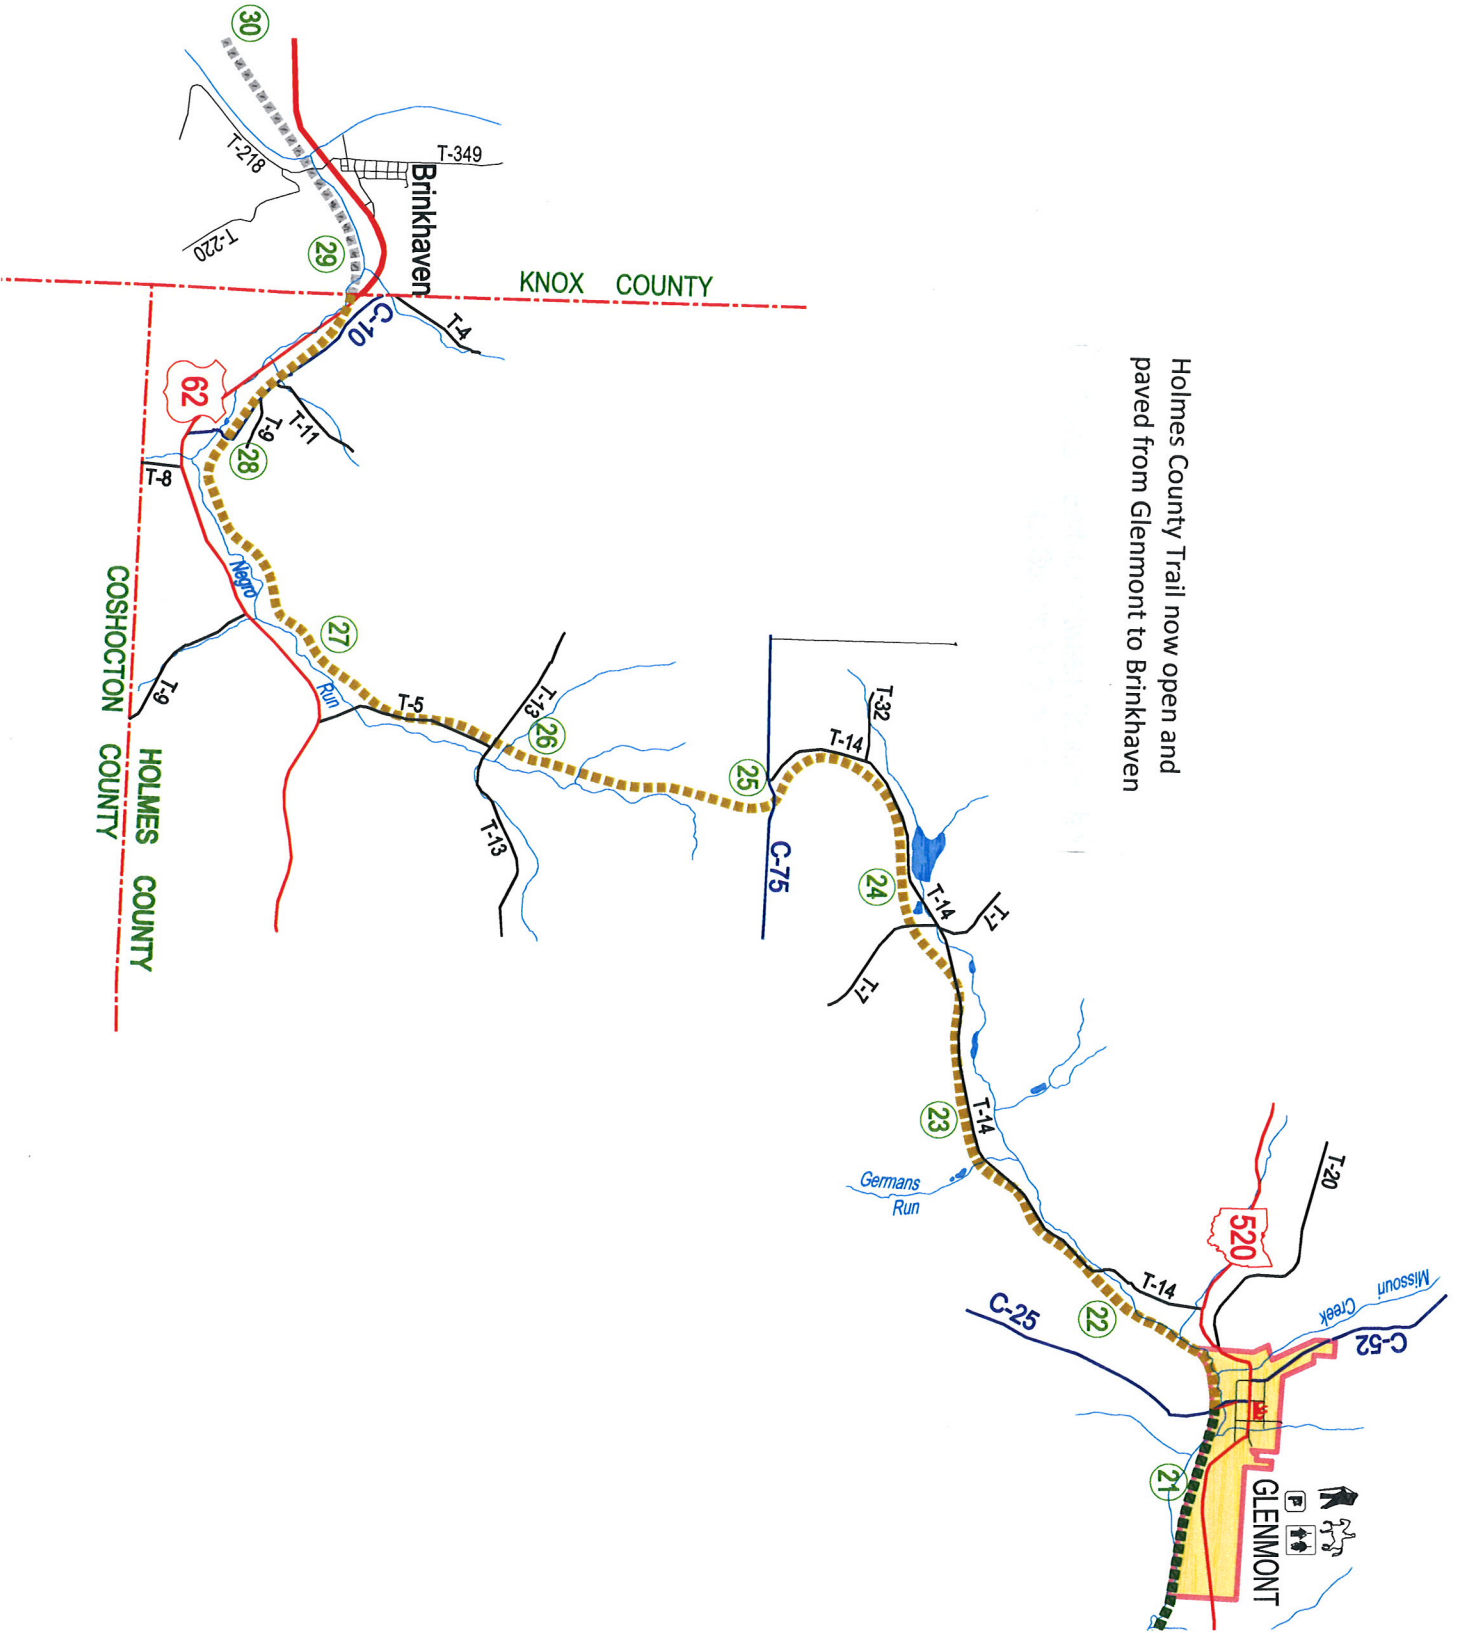 Holmes County Trail now open and
paved from Glenmont to Brinkhaven
30
T-349
T-218
Brinkhaven
T-220
29
KNOX COUNTY
C-10
T-4
62
T-11
T-9
28
T-8
Negro
Run
COSHOCTON COUNTY
HOLMES COUNTY
T-9
27
T-5
T-13
26
T-13
25
C-75
T-32
T-14
24
T-14
T-7
T-7
23
T-14
Germans
Run
T-20
520
T-14
22
C-25
Missouri
Creek
C-52
21
GLENMONT
P